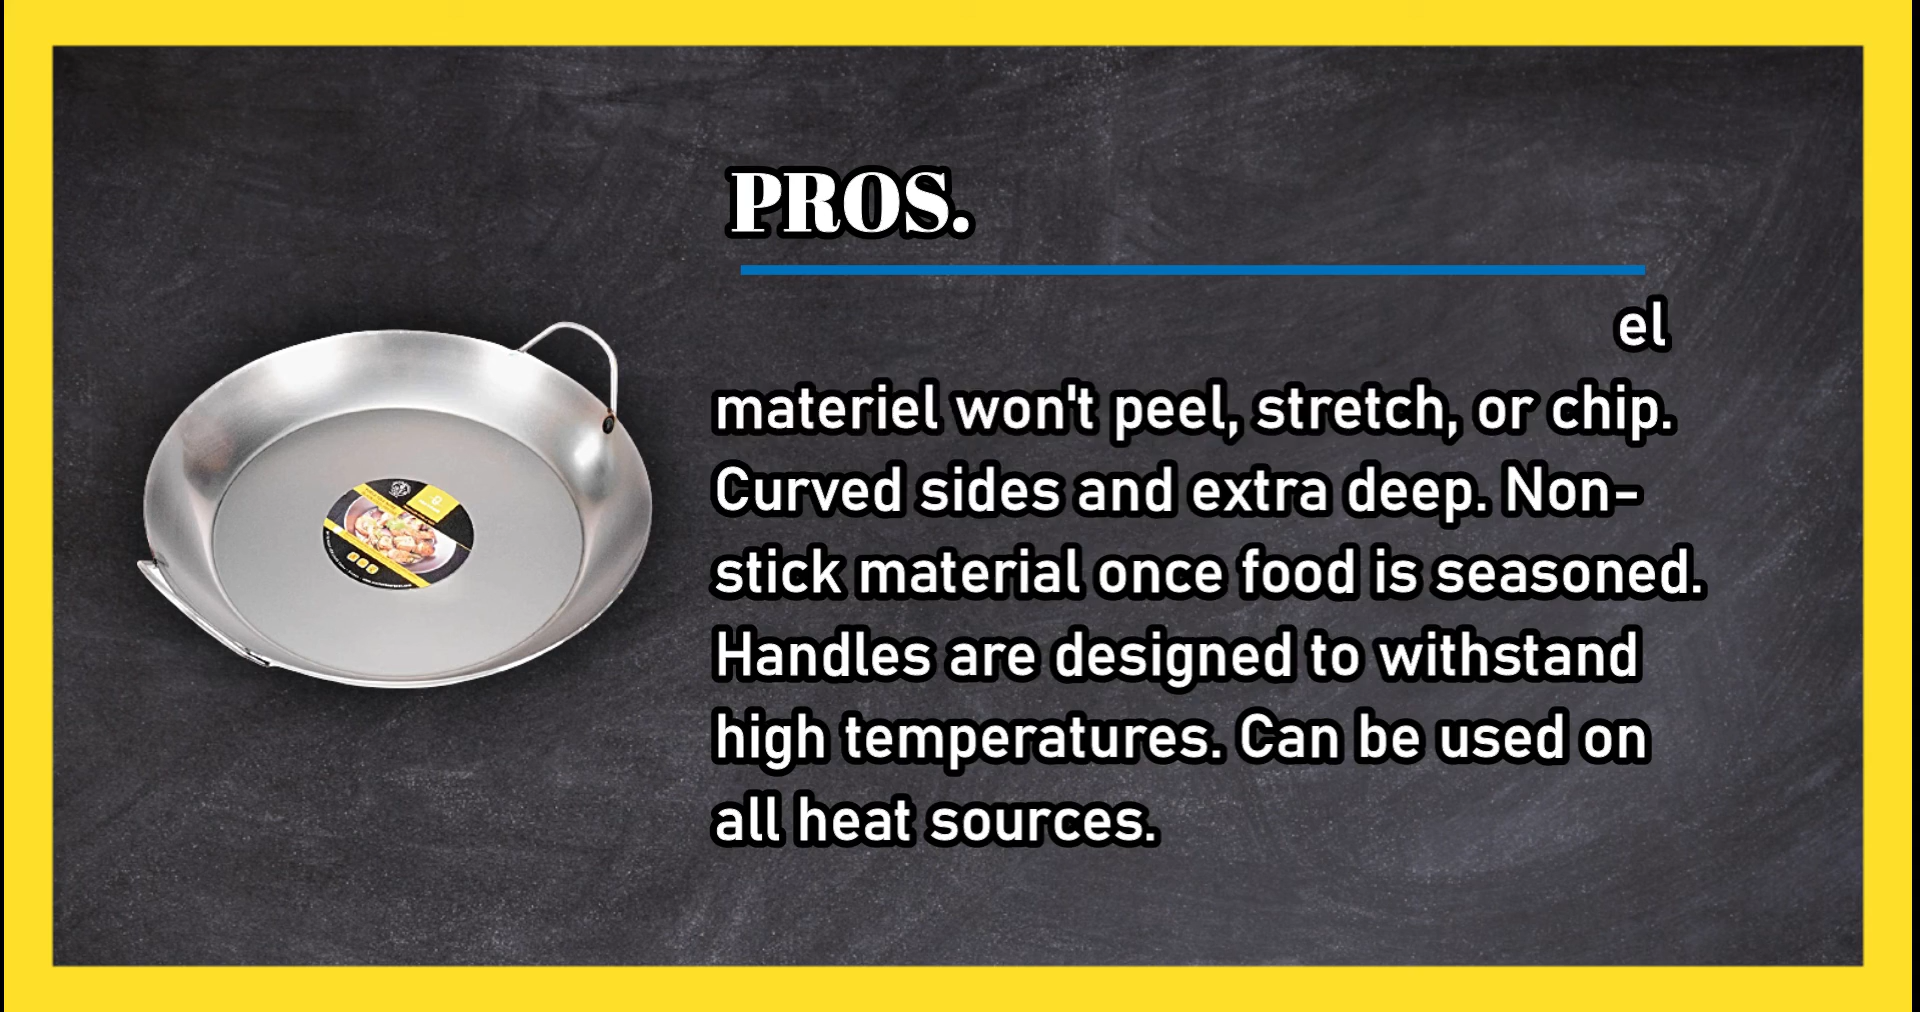 PROS.
el
materiel won't peel, stretch, or chip.
Curved sides and extra deep. Non-
stick material once food is seasoned.
Handles are designed to withstand
high temperatures. Can be used on
all heat sources.